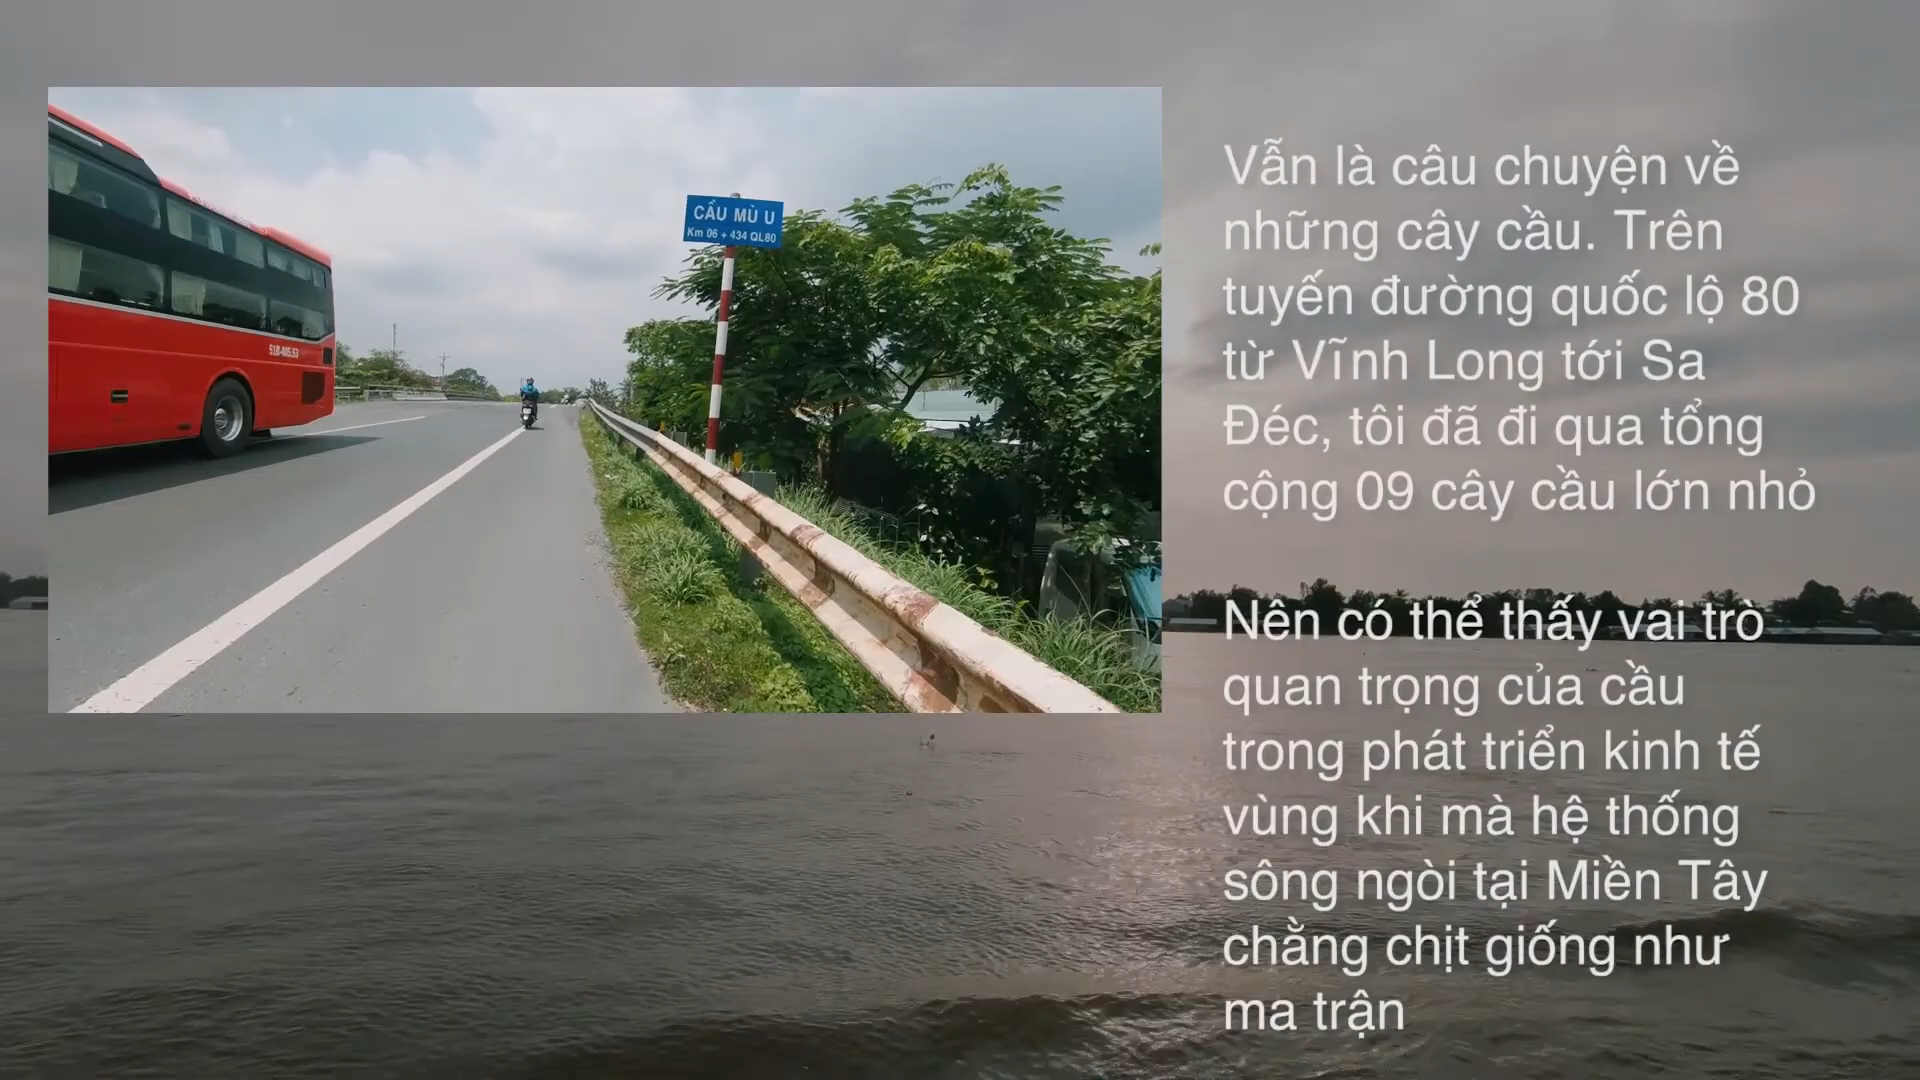 CẦU MÙ U
Km 06 + 434 QL80
Vẫn là câu chuyện về
những cây cầu. Trên
tuyến đường quốc lộ 80
từ Vĩnh Long tới Sa
Đéc, tôi đã đi qua tổng
cộng 09 cây cầu lớn nhỏ
Nên có thể thấy vai trò
quan trọng của cầu
trong phát triển kinh tế
vùng khi mà hệ thống
sông ngòi tại Miền Tây
chằng chịt giống như
ma trận